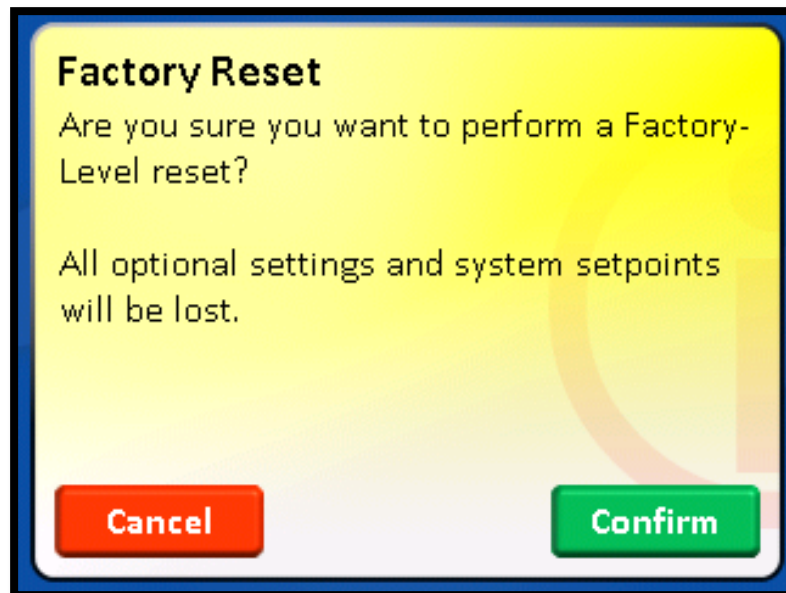 Factory Reset
Are you sure you want to perform a Factory-
Level reset?
All optional settings and system setpoints
will be lost.
Cancel
Confirm